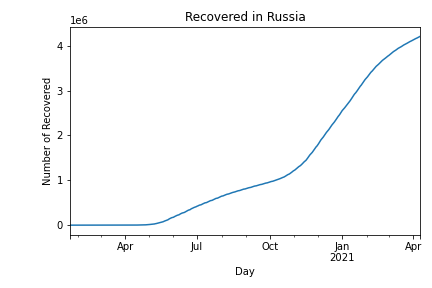 Recovered in Russia
1e6
4
3
2
1
0
Number of Recovered
Apr Jul Oct Jan Apr
2021
Day